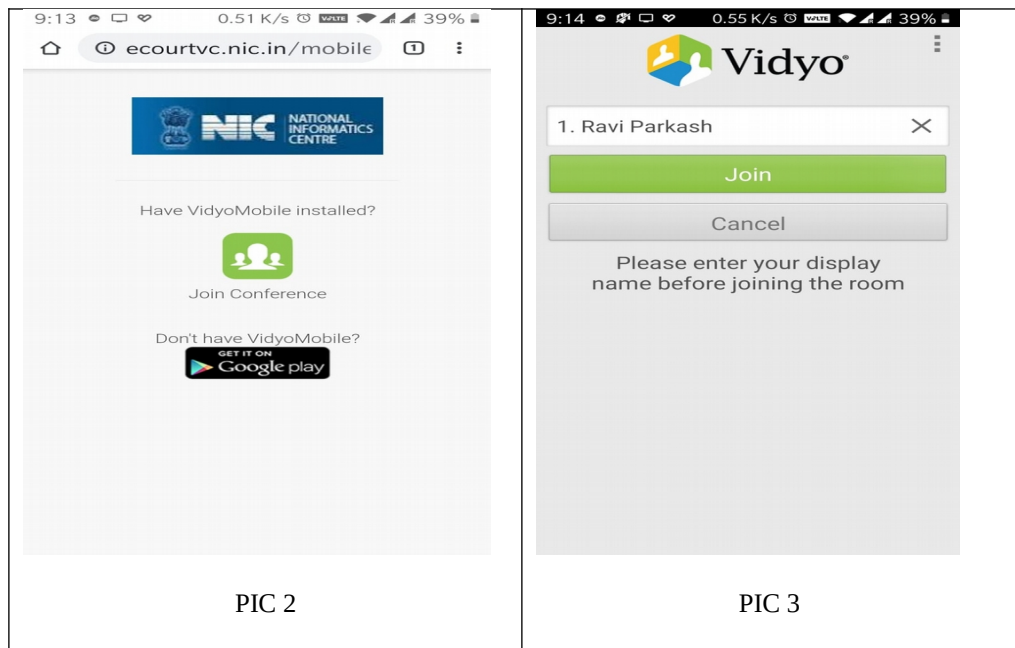 9:13 0.51 K/s VoLTE 39%
ecourtvc.nic.in/mobile 1
NIC NATIONAL
INFORMATICS
CENTRE
Have VidyoMobile installed?
Join Conference
Don't have VidyoMobile?
GET IT ON
Google play
PIC 2
9:14 0.55 K/s VoLTE 39%
Vidyo
1. Ravi Parkash
Join
Cancel
Please enter your display
name before joining the room
PIC 3